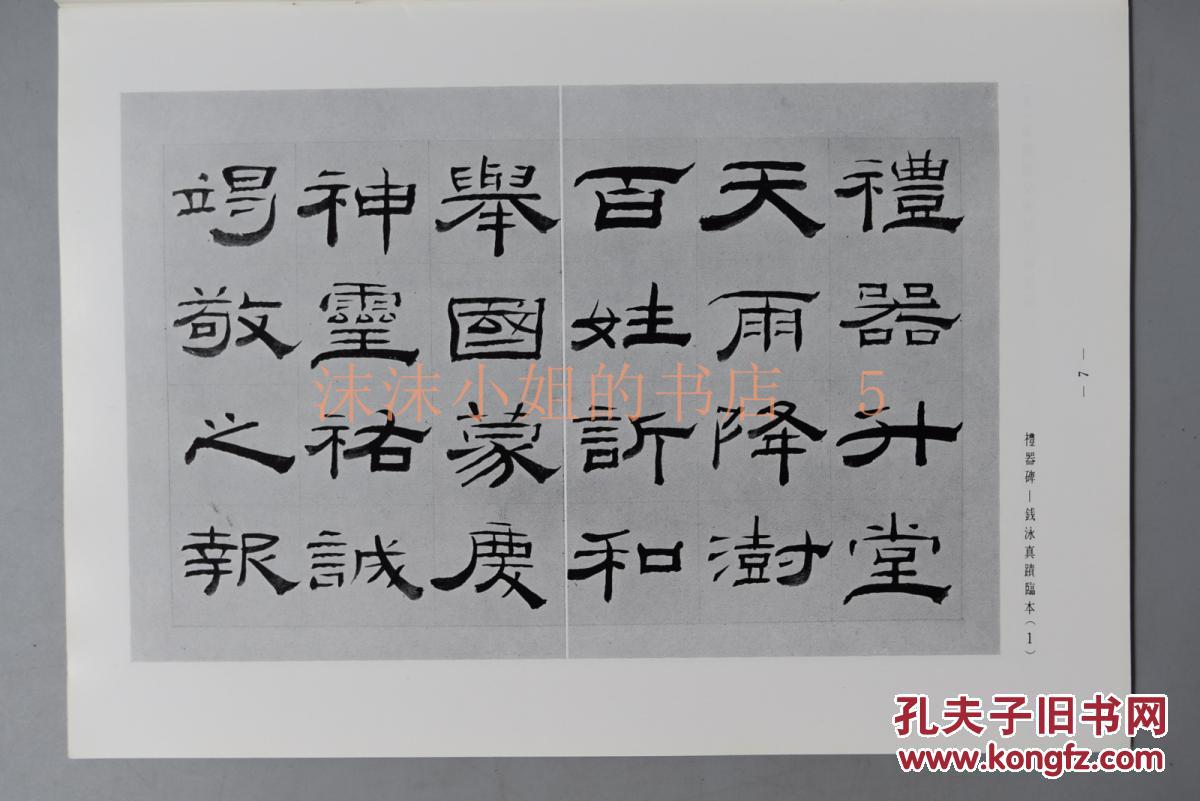 禮器升堂
天雨降澍
百姓訢和
舉國蒙慶
神靈祐誠
竭敬之報
— 7 —
禮器碑—銭泳真蹟臨本（1）
沫沫小姐的书店 5
孔夫子旧书网
www.kongfz.com